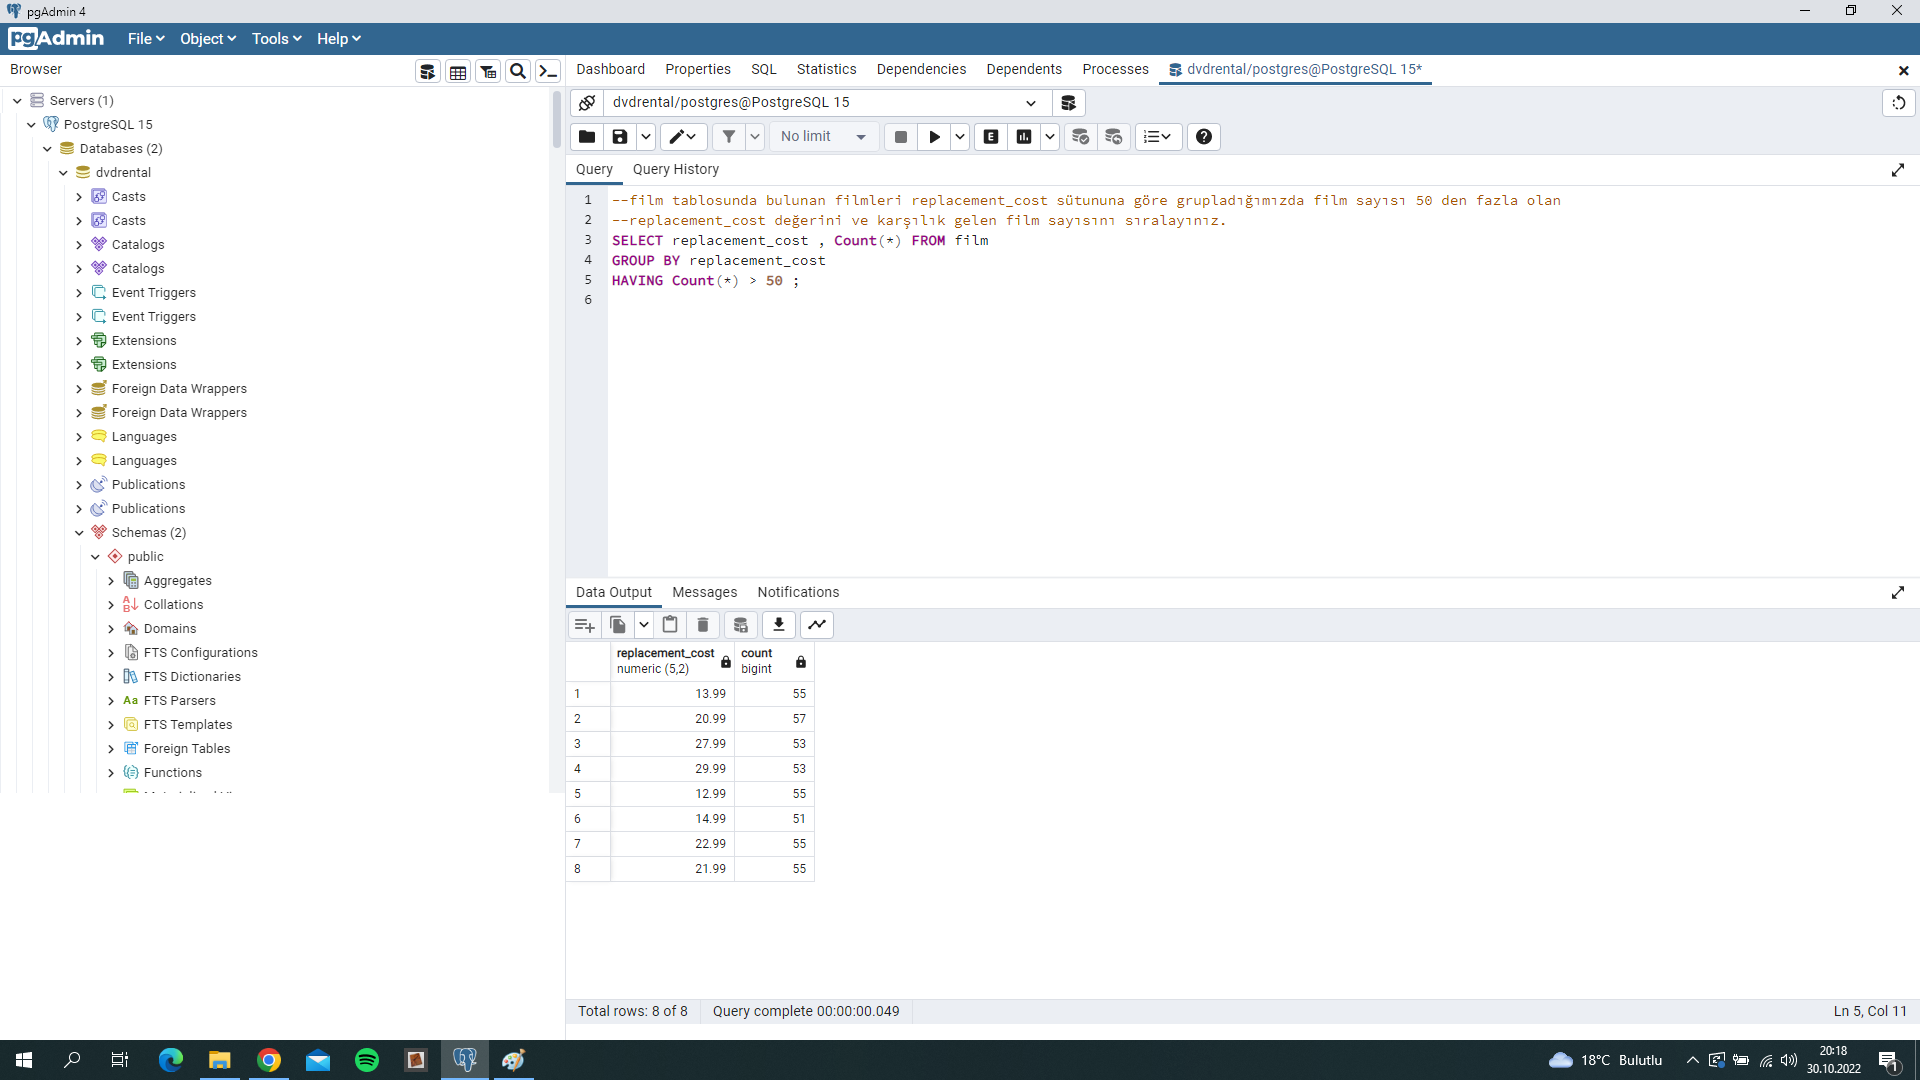 pgAdmin 4
pgAdmin File Object Tools Help
Browser
Servers (1)
PostgreSQL 15
Databases (2)
dvdrental
Casts
Casts
Catalogs
Catalogs
Event Triggers
Event Triggers
Extensions
Extensions
Foreign Data Wrappers
Foreign Data Wrappers
Languages
Languages
Publications
Publications
Schemas (2)
public
Aggregates
Collations
Domains
FTS Configurations
FTS Dictionaries
Aa FTS Parsers
FTS Templates
Foreign Tables
Functions
Dashboard Properties SQL Statistics Dependencies Dependents Processes dvdrental/postgres@PostgreSQL 15*
dvdrental/postgres@PostgreSQL 15
No limit E
Query Query History
1 --film tablosunda bulunan filmleri replacement_cost sütununa göre grupladığımızda film sayısı 50 den fazla olan
2 --replacement_cost değerini ve karşılık gelen film sayısını sıralayınız.
3 SELECT replacement_cost , Count(*) FROM film
4 GROUP BY replacement_cost
5 HAVING Count(*) > 50 ;
6
Data Output Messages Notifications
replacement_cost count
numeric (5,2) bigint
1 13.99 55
2 20.99 57
3 27.99 53
4 29.99 53
5 12.99 55
6 14.99 51
7 22.99 55
8 21.99 55
Total rows: 8 of 8 Query complete 00:00:00.049 Ln 5, Col 11
18°C Bulutlu
20:18
30.10.2022
1